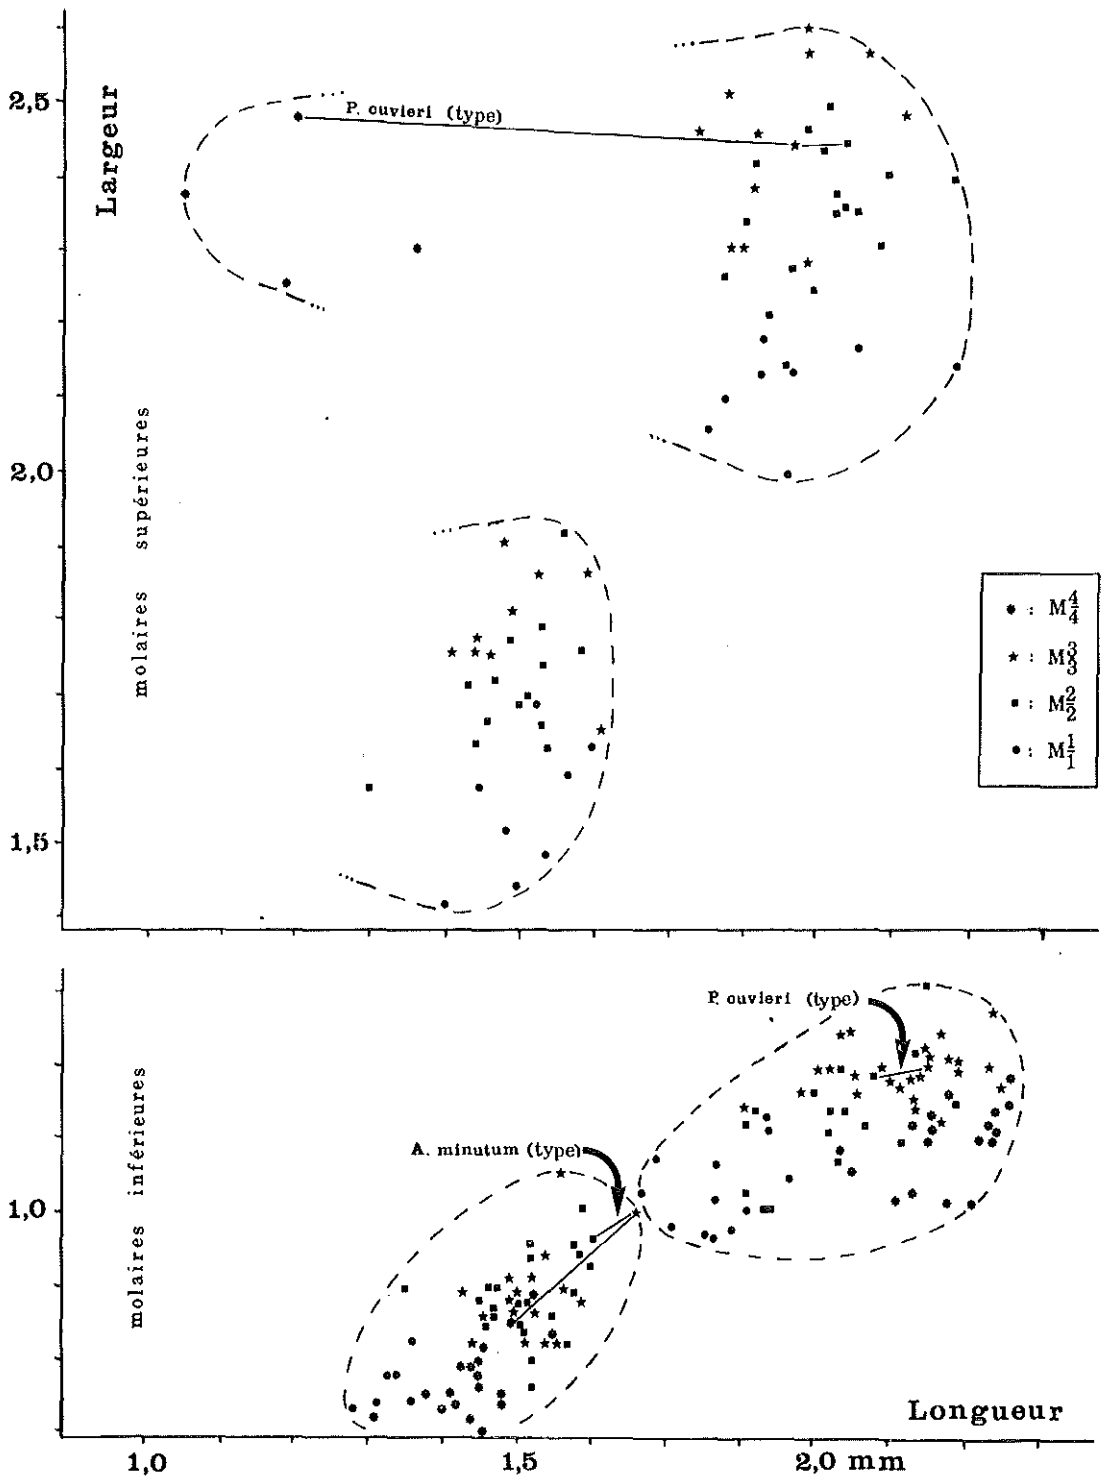 Largeur
2,5
P. cuvieri (type)
2,0
molaires supérieures
1,5
: M4/4
: M3/3
: M2/2
: M1/1
P. cuvieri (type)
A. minutum (type)
1,0
molaires inférieures
Longueur
1,0
1,5
2,0 mm